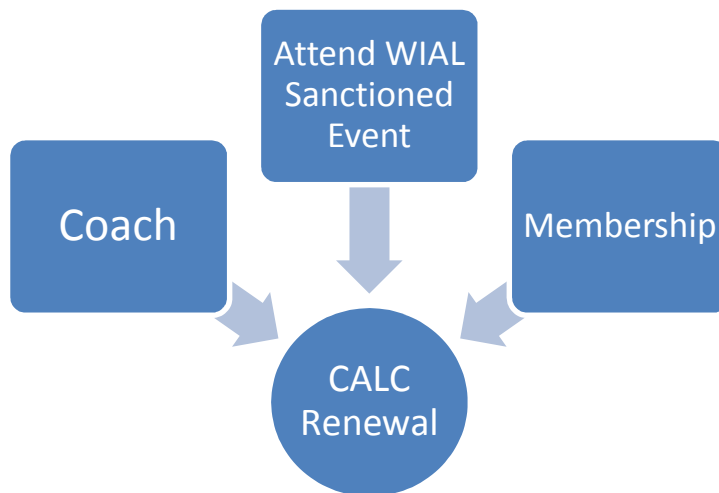 Attend WIAL
Sanctioned
Event
Coach
Membership
CALC
Renewal